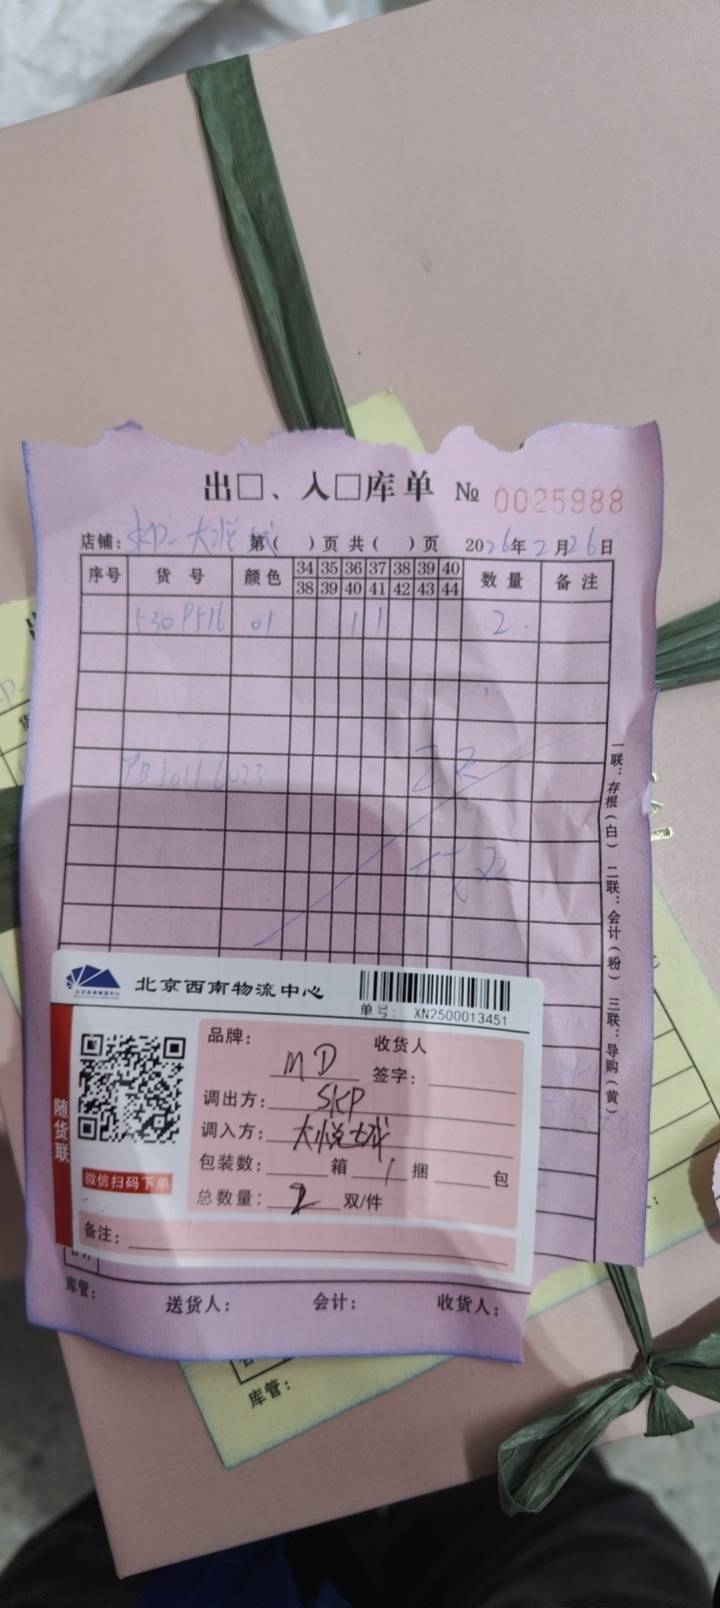 出□、入□库单 № 0025988
店铺: SKP-大悦城 第( )页 共( )页 2026年2月26日
序号 货号 颜色 34 35 36 37 38 39 40 数量 备注
38 39 40 41 42 43 44
01 1 1 2
一联：存根（白） 二联：会计（粉） 三联：导购（黄）
北京西南物流中心
单号: XN2500013451
随货联
微信扫码下单
品牌: MD 收货人
签字:
调出方: SKP
调入方: 大悦城
包装数: 箱 1 捆 包
总数量: 2 双/件
备注:
库管: 送货人: 会计: 收货人:
库管: